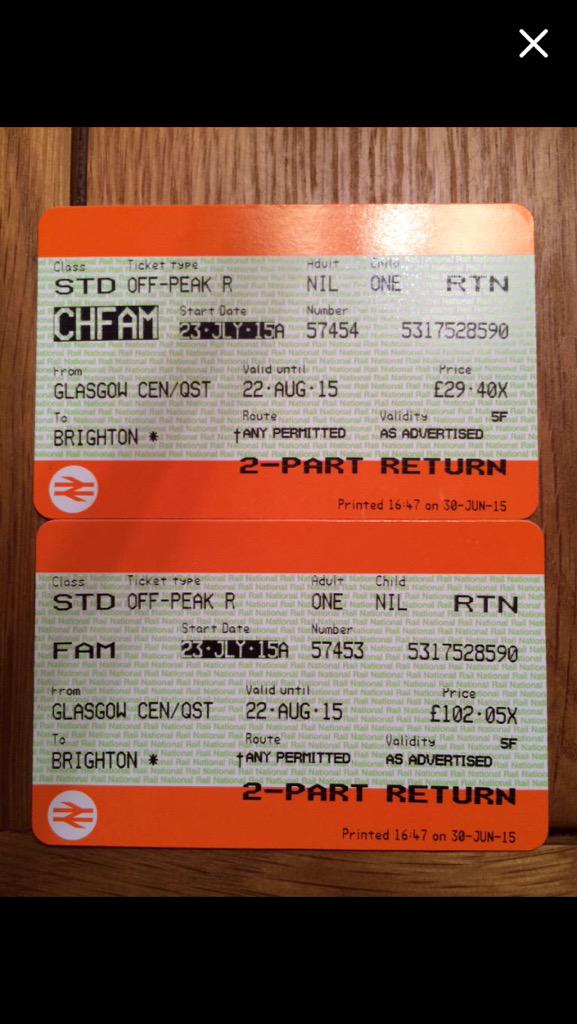 Class Ticket type Adult Child
STD OFF-PEAK R NIL ONE RTN
Start Date Number
CHFAM 23·JLY·15A 57454 5317528590
From Valid until Price
GLASGOW CEN/QST 22·AUG·15 £29·40X
To Route Validity 5F
BRIGHTON * †ANY PERMITTED AS ADVERTISED
2-PART RETURN
Printed 16:47 on 30-JUN-15
Class Ticket type Adult Child
STD OFF-PEAK R ONE NIL RTN
Start Date Number
FAM 23·JLY·15A 57453 5317528590
From Valid until Price
GLASGOW CEN/QST 22·AUG·15 £102·05X
To Route Validity 5F
BRIGHTON * †ANY PERMITTED AS ADVERTISED
2-PART RETURN
Printed 16:47 on 30-JUN-15